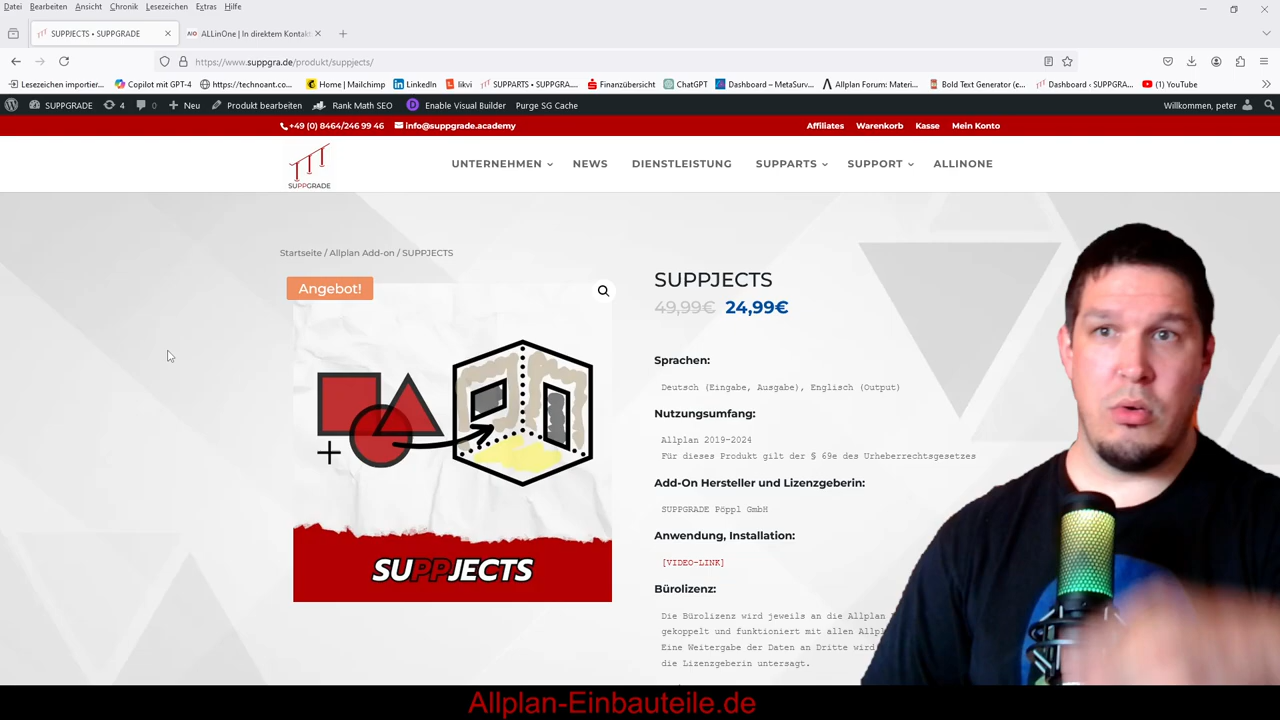 Datei Bearbeiten Ansicht Chronik Lesezeichen Extras Hilfe
SUPPJECTS • SUPPGRADE
AIO ALLinOne | In direktem Kontak
https://www.suppgra.de/produkt/suppjects/
Lesezeichen importier... Copilot mit GPT-4 https://technoant.co... Home | Mailchimp LinkedIn likvi SUPPARTS • SUPPGRA... Finanzübersicht ChatGPT Dashboard – MetaSurv... Allplan Forum: Materi... Bold Text Generator (e... Dashboard ‹ SUPPGRA... (1) YouTube
SUPPGRADE 4 0 Neu Produkt bearbeiten Rank Math SEO Enable Visual Builder Purge SG Cache Willkommen, peter
+49 (0) 8464/246 99 46 info@suppgrade.academy Affiliates Warenkorb Kasse Mein Konto
SUPPGRADE
UNTERNEHMEN NEWS DIENSTLEISTUNG SUPPARTS SUPPORT ALLINONE
Startseite / Allplan Add-on / SUPPJECTS
Angebot!
SUPPJECTS
SUPPJECTS
49,99€ 24,99€
Sprachen:
Deutsch (Eingabe, Ausgabe), Englisch (Output)
Nutzungsumfang:
Allplan 2019-2024
Für dieses Produkt gilt der § 69e des Urheberrechtsgesetzes
Add-On Hersteller und Lizenzgeberin:
SUPPGRADE Pöppl GmbH
Anwendung, Installation:
[VIDEO-LINK]
Bürolizenz:
Die Bürolizenz wird jeweils an die Allplan
gekoppelt und funktioniert mit allen Allpl
Eine Weitergabe der Daten an Dritte wird
die Lizenzgeberin untersagt.
Allplan-Einbauteile.de